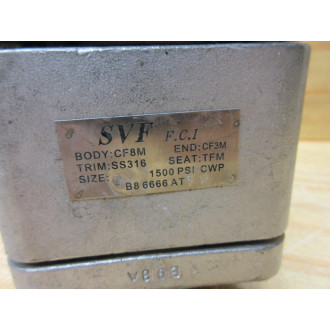 SVF F.C.I
BODY:CF8M END:CF3M
TRIM:SS316 SEAT:TFM
SIZE: 1500 PSI CWP
B8 6666 AT